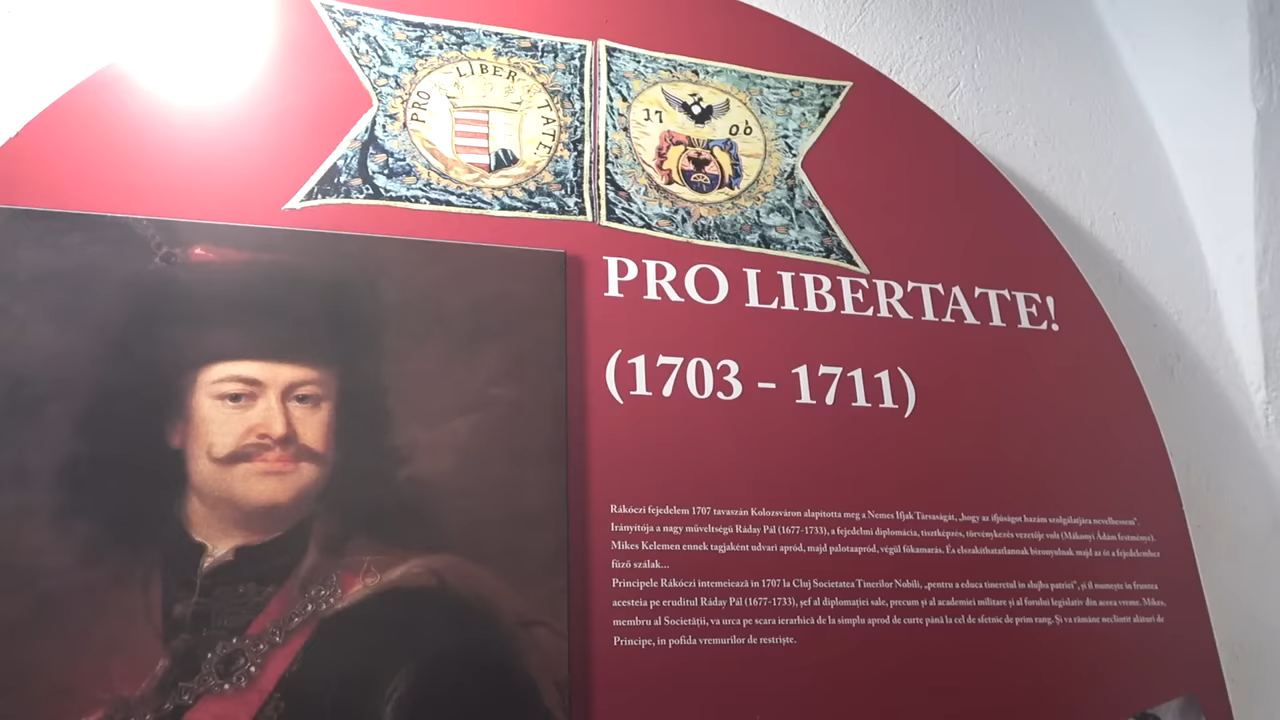 PRO LIBERTATE
17 06
PRO LIBERTATE!
(1703 - 1711)
Rákóczi fejedelem 1707 tavaszán Kolozsváron alapította meg a Nemes Ifjak Társaságát, „hogy az ifjúságot hazám szolgálatjára nevelhessem”.
Irányítója a nagy műveltségű Ráday Pál (1677-1733), a fejedelmi diplomácia, tisztképzés, törvénykezés vezetője volt (Mányoki Ádám festménye).
Mikes Kelemen ennek tagjaként udvari apród, majd palotaapród, végül főkamarás. És elszakíthatatlannak bizonyulnak majd az őt a fejedelemhez
fűző szálak...
Principele Rákóczi întemeiează în 1707 la Cluj Societatea Tinerilor Nobili, „pentru a educa tineretul în slujba patriei”, și îl numește în fruntea
acesteia pe eruditul Ráday Pál (1677-1733), șef al diplomației sale, precum și al academiei militare și al forului legislativ din acea vreme. Mikes,
membru al Societății, va urca pe scara ierarhică de la simplu aprod de curte până la cel de sfetnic de prim rang. Și va rămâne neclintit alături de
Principe, în pofida vremurilor de restriște.